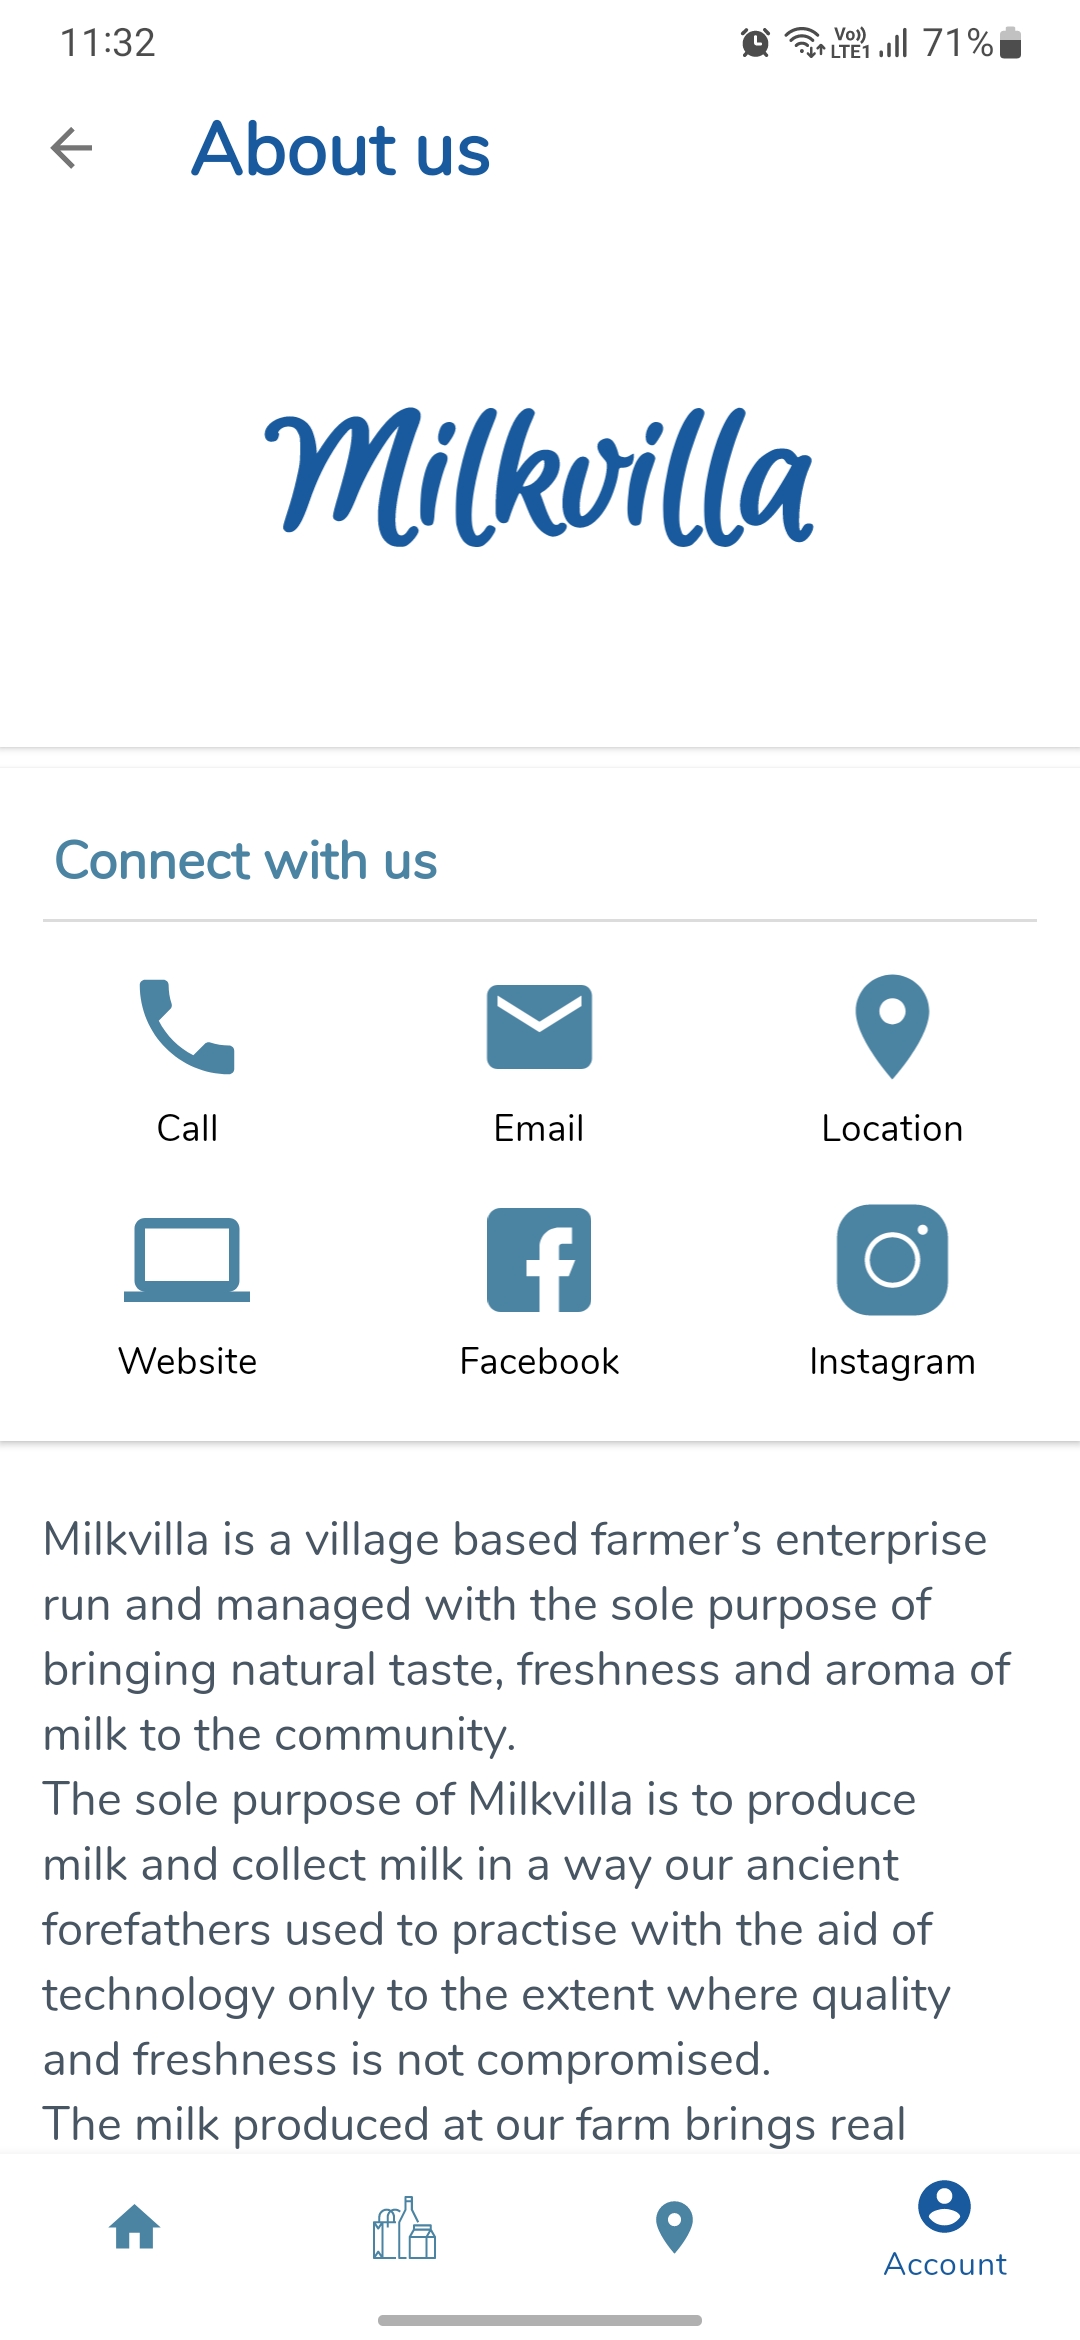 11:32
Vo)) LTE1 71%
About us
Milkvilla
Connect with us
Call Email Location
Website Facebook Instagram
Milkvilla is a village based farmer’s enterprise
run and managed with the sole purpose of
bringing natural taste, freshness and aroma of
milk to the community.
The sole purpose of Milkvilla is to produce
milk and collect milk in a way our ancient
forefathers used to practise with the aid of
technology only to the extent where quality
and freshness is not compromised.
The milk produced at our farm brings real
Account